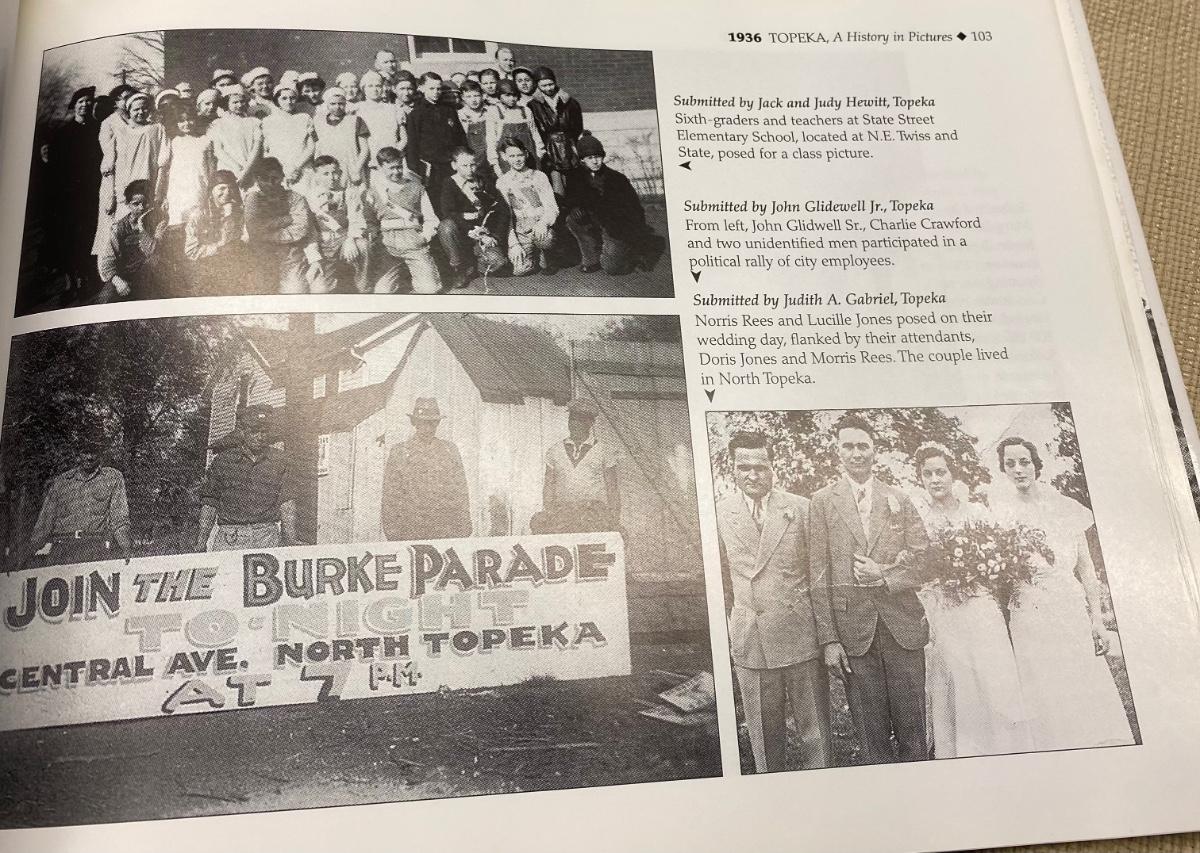 1936 TOPEKA, A History in Pictures ◆ 103
Submitted by Jack and Judy Hewitt, Topeka
Sixth-graders and teachers at State Street
Elementary School, located at N.E. Twiss and
State, posed for a class picture.
Submitted by John Glidewell Jr., Topeka
From left, John Glidwell Sr., Charlie Crawford
and two unidentified men participated in a
political rally of city employees.
Submitted by Judith A. Gabriel, Topeka
Norris Rees and Lucille Jones posed on their
wedding day, flanked by their attendants,
Doris Jones and Morris Rees. The couple lived
in North Topeka.
JOIN THE BURKE PARADE
TO-NIGHT
CENTRAL AVE. NORTH TOPEKA
AT 7 P.M.